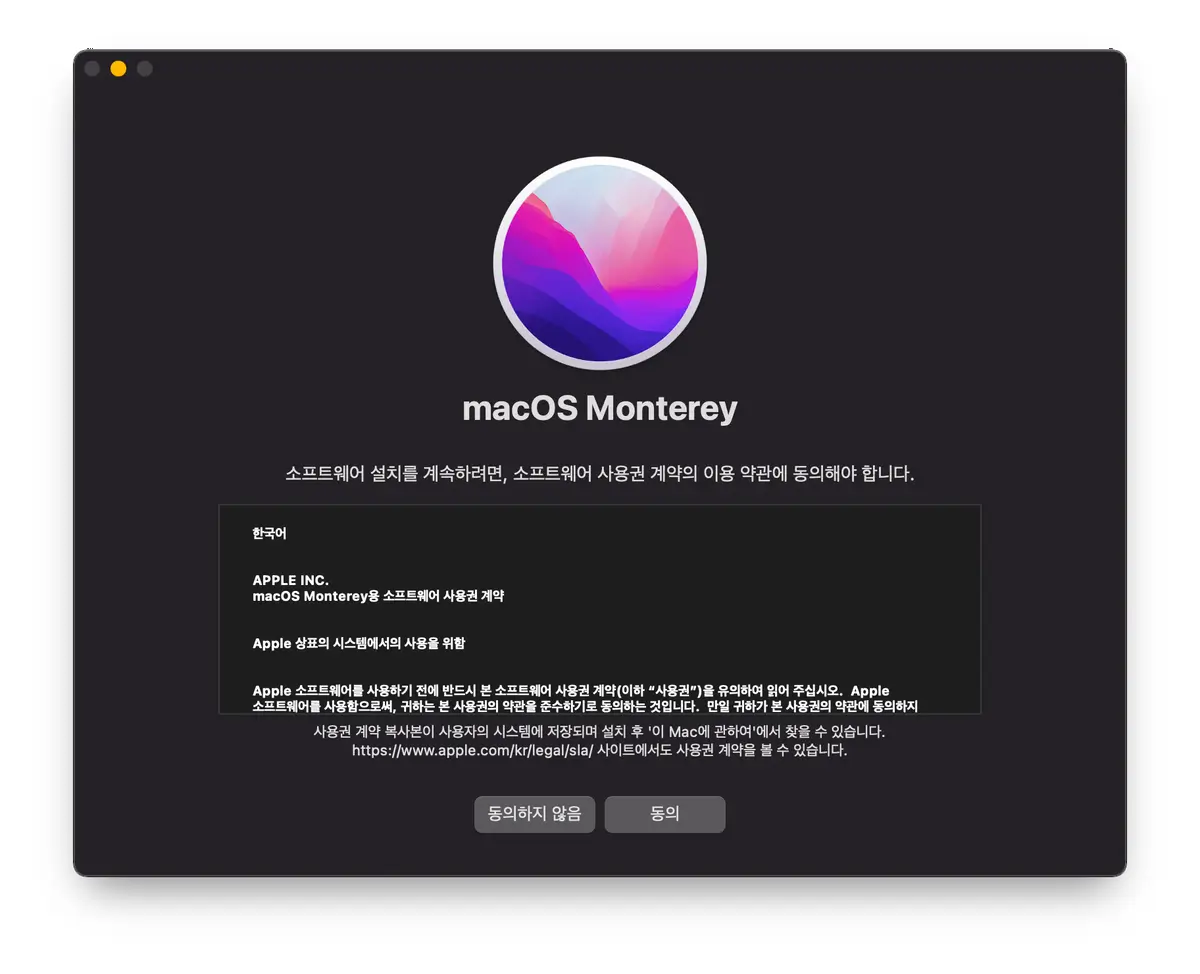 macOS Monterey
소프트웨어 설치를 계속하려면, 소프트웨어 사용권 계약의 이용 약관에 동의해야 합니다.
한국어
APPLE INC.
macOS Monterey용 소프트웨어 사용권 계약
Apple 상표의 시스템에서의 사용을 위함
Apple 소프트웨어를 사용하기 전에 반드시 본 소프트웨어 사용권 계약(이하 “사용권”)을 유의하여 읽어 주십시오.  Apple
소프트웨어를 사용함으로써, 귀하는 본 사용권의 약관을 준수하기로 동의하는 것입니다.  만일 귀하가 본 사용권의 약관에 동의하지
사용권 계약 복사본이 사용자의 시스템에 저장되며 설치 후 '이 Mac에 관하여'에서 찾을 수 있습니다.
https://www.apple.com/kr/legal/sla/ 사이트에서도 사용권 계약을 볼 수 있습니다.
동의하지 않음
동의